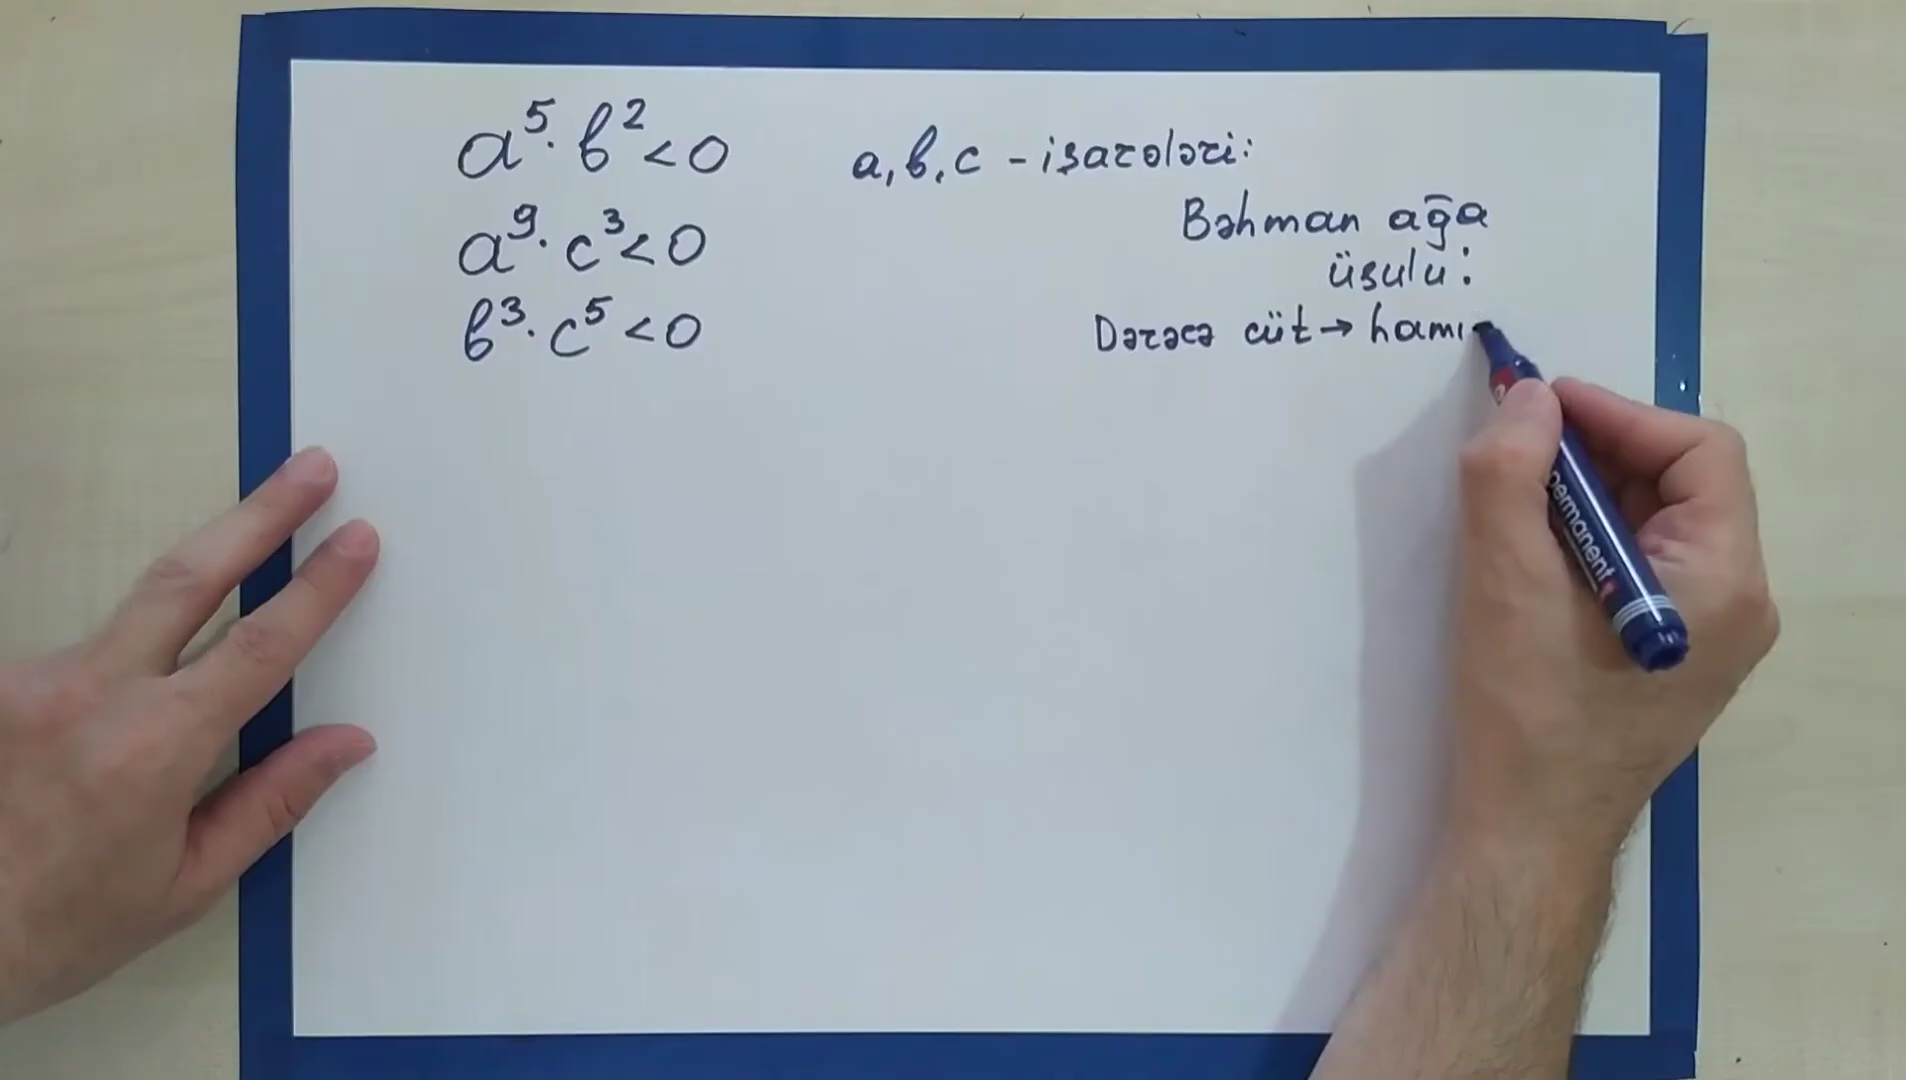 a⁵·b²<0
a⁹·c³<0
b³·c⁵<0
a,b,c - işarələri:
Bəhman ağa
üsulu:
Dərəcə cüt→hamı
permanent